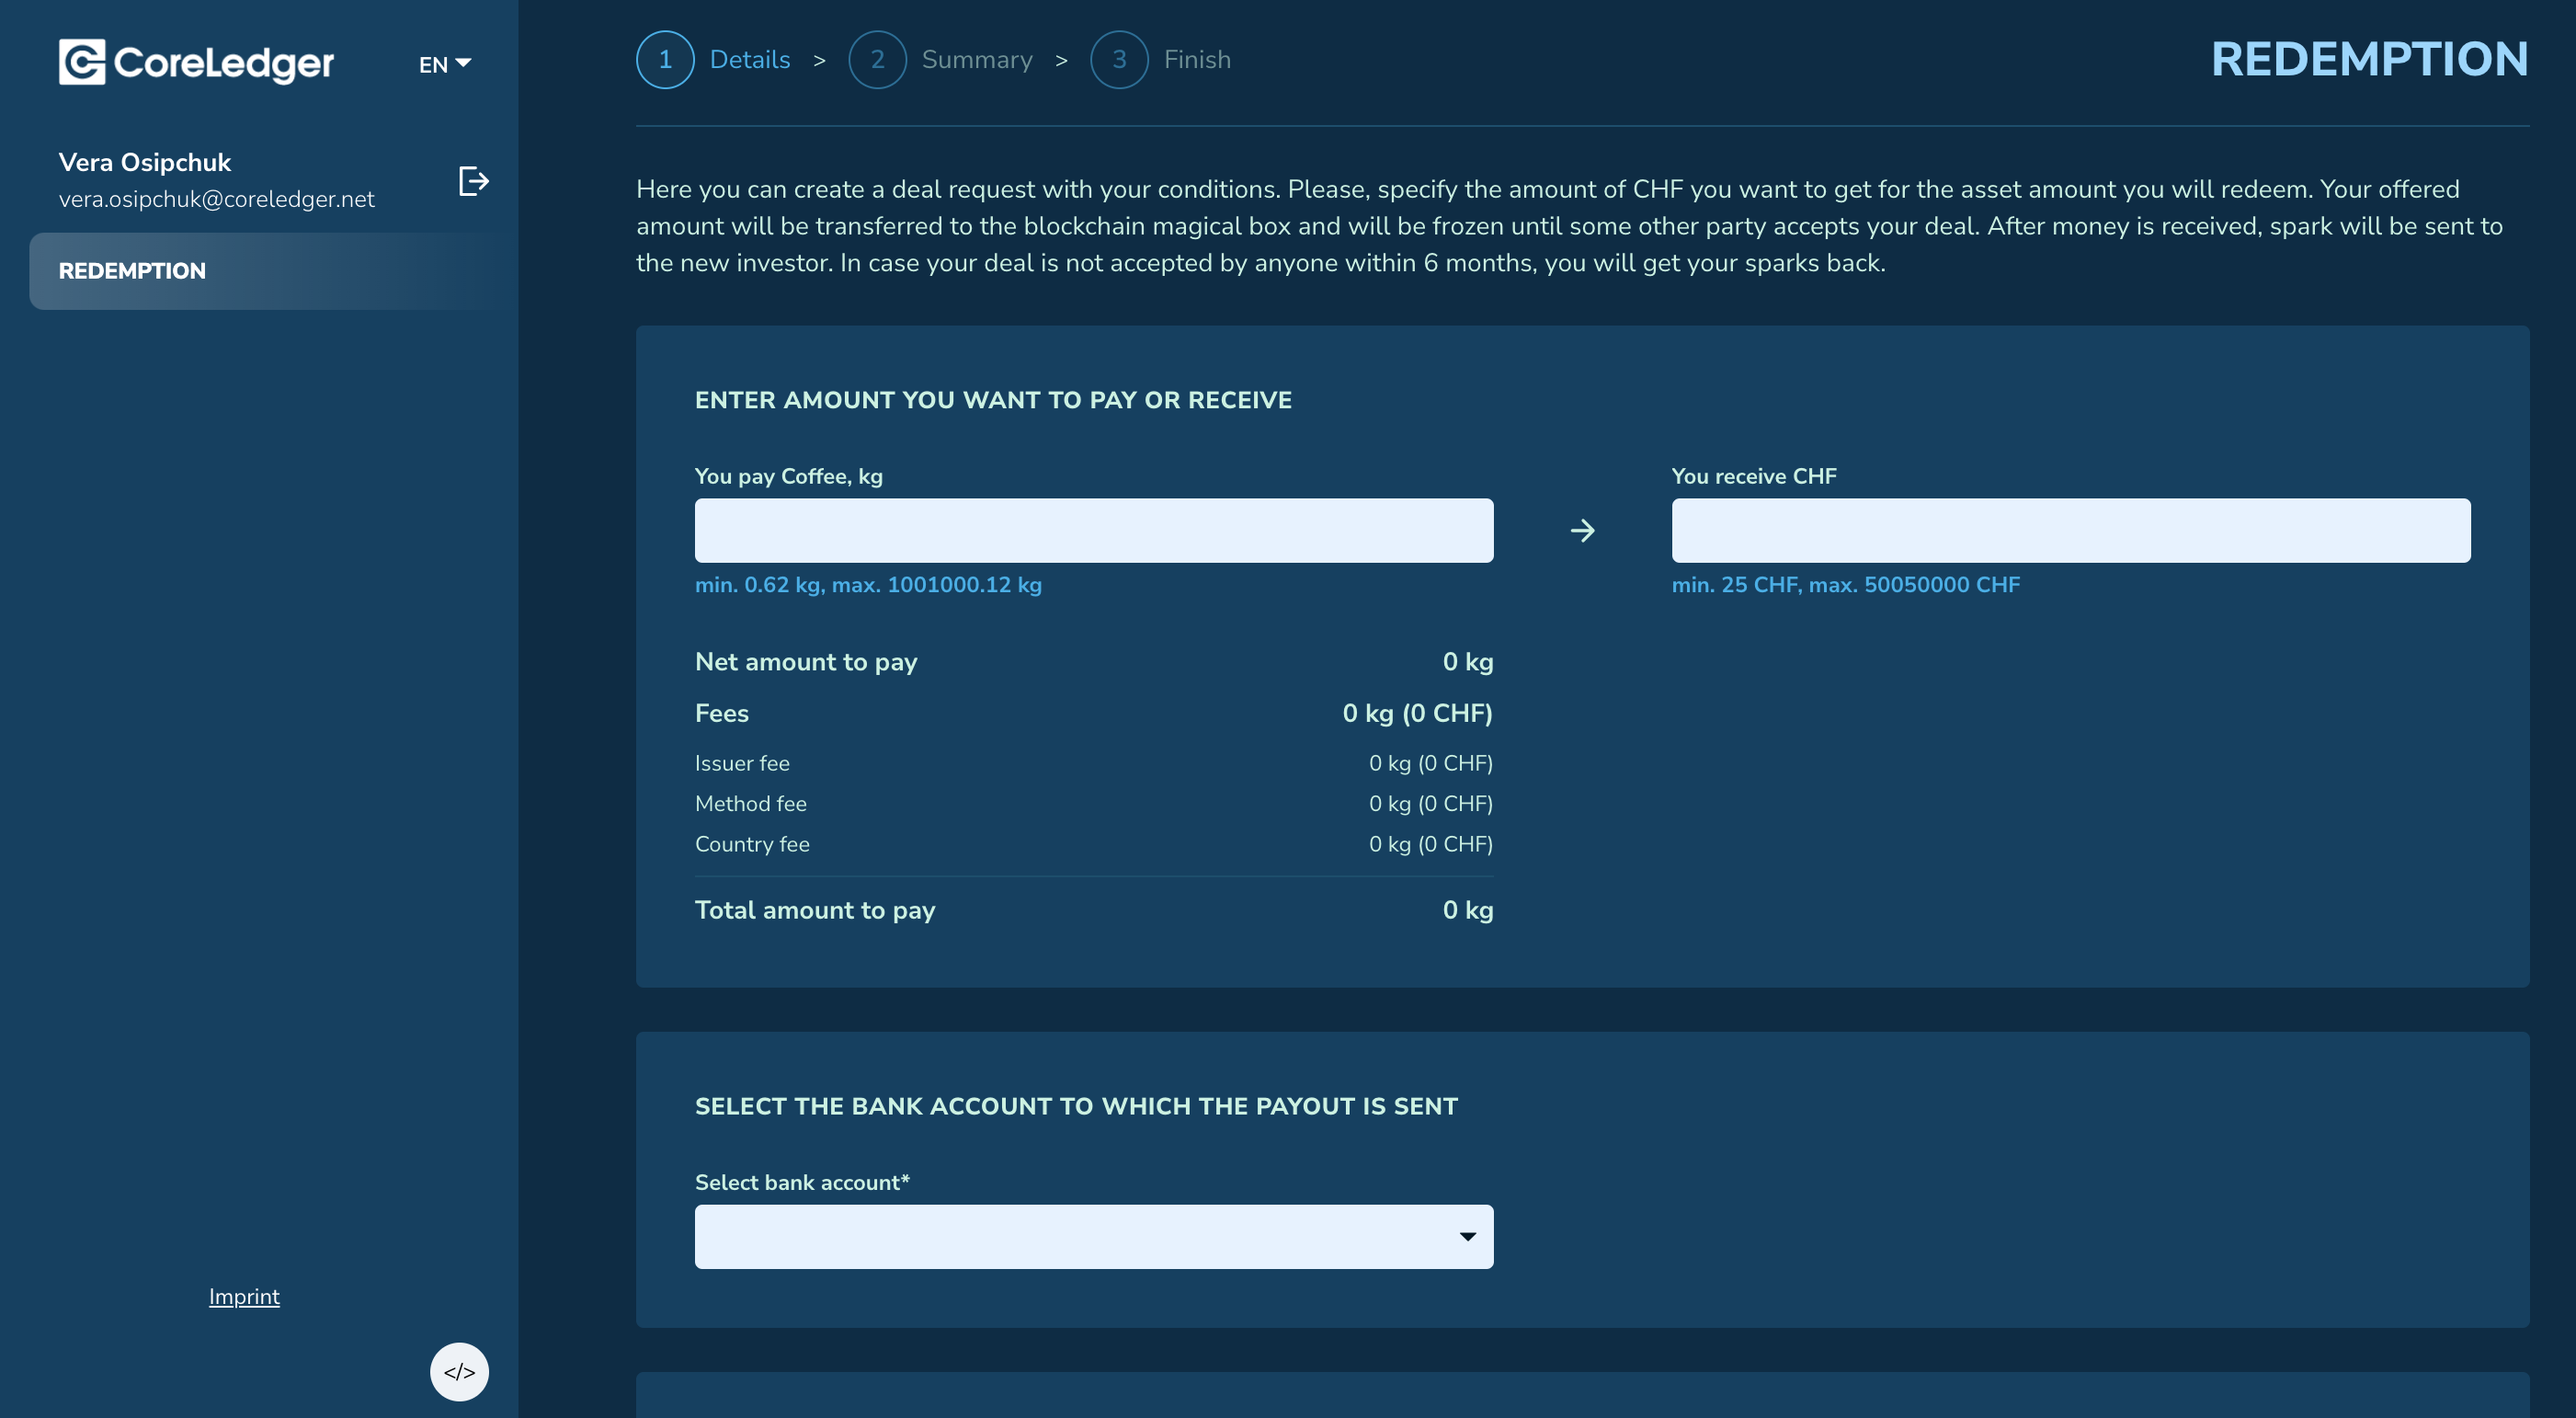 CoreLedger
EN
Vera Osipchuk
vera.osipchuk@coreledger.net
REDEMPTION
Imprint
</>
1 Details > 2 Summary > 3 Finish
REDEMPTION
Here you can create a deal request with your conditions. Please, specify the amount of CHF you want to get for the asset amount you will redeem. Your offered
amount will be transferred to the blockchain magical box and will be frozen until some other party accepts your deal. After money is received, spark will be sent to
the new investor. In case your deal is not accepted by anyone within 6 months, you will get your sparks back.
ENTER AMOUNT YOU WANT TO PAY OR RECEIVE
You pay Coffee, kg
min. 0.62 kg, max. 1001000.12 kg
You receive CHF
min. 25 CHF, max. 50050000 CHF
Net amount to pay 0 kg
Fees 0 kg (0 CHF)
Issuer fee 0 kg (0 CHF)
Method fee 0 kg (0 CHF)
Country fee 0 kg (0 CHF)
Total amount to pay 0 kg
SELECT THE BANK ACCOUNT TO WHICH THE PAYOUT IS SENT
Select bank account*